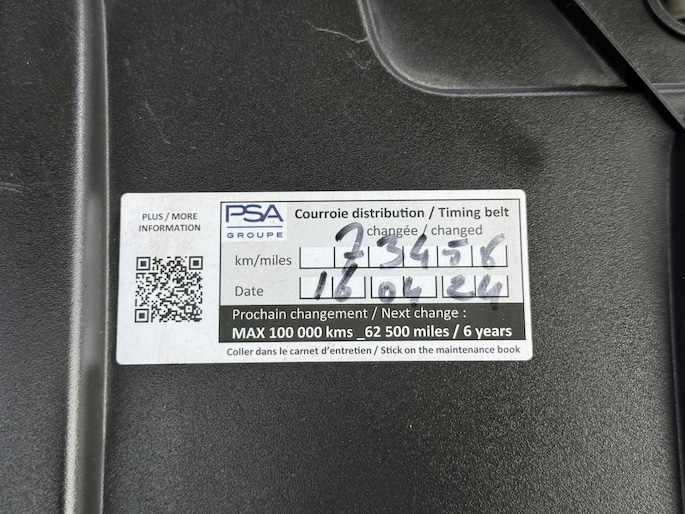 PLUS / MORE
INFORMATION
PSA
GROUPE
Courroie distribution / Timing belt
changée / changed
km/miles 73456
Date 16 04 24
Prochain changement / Next change :
MAX 100 000 kms _62 500 miles / 6 years
Coller dans le carnet d'entretien / Stick on the maintenance book